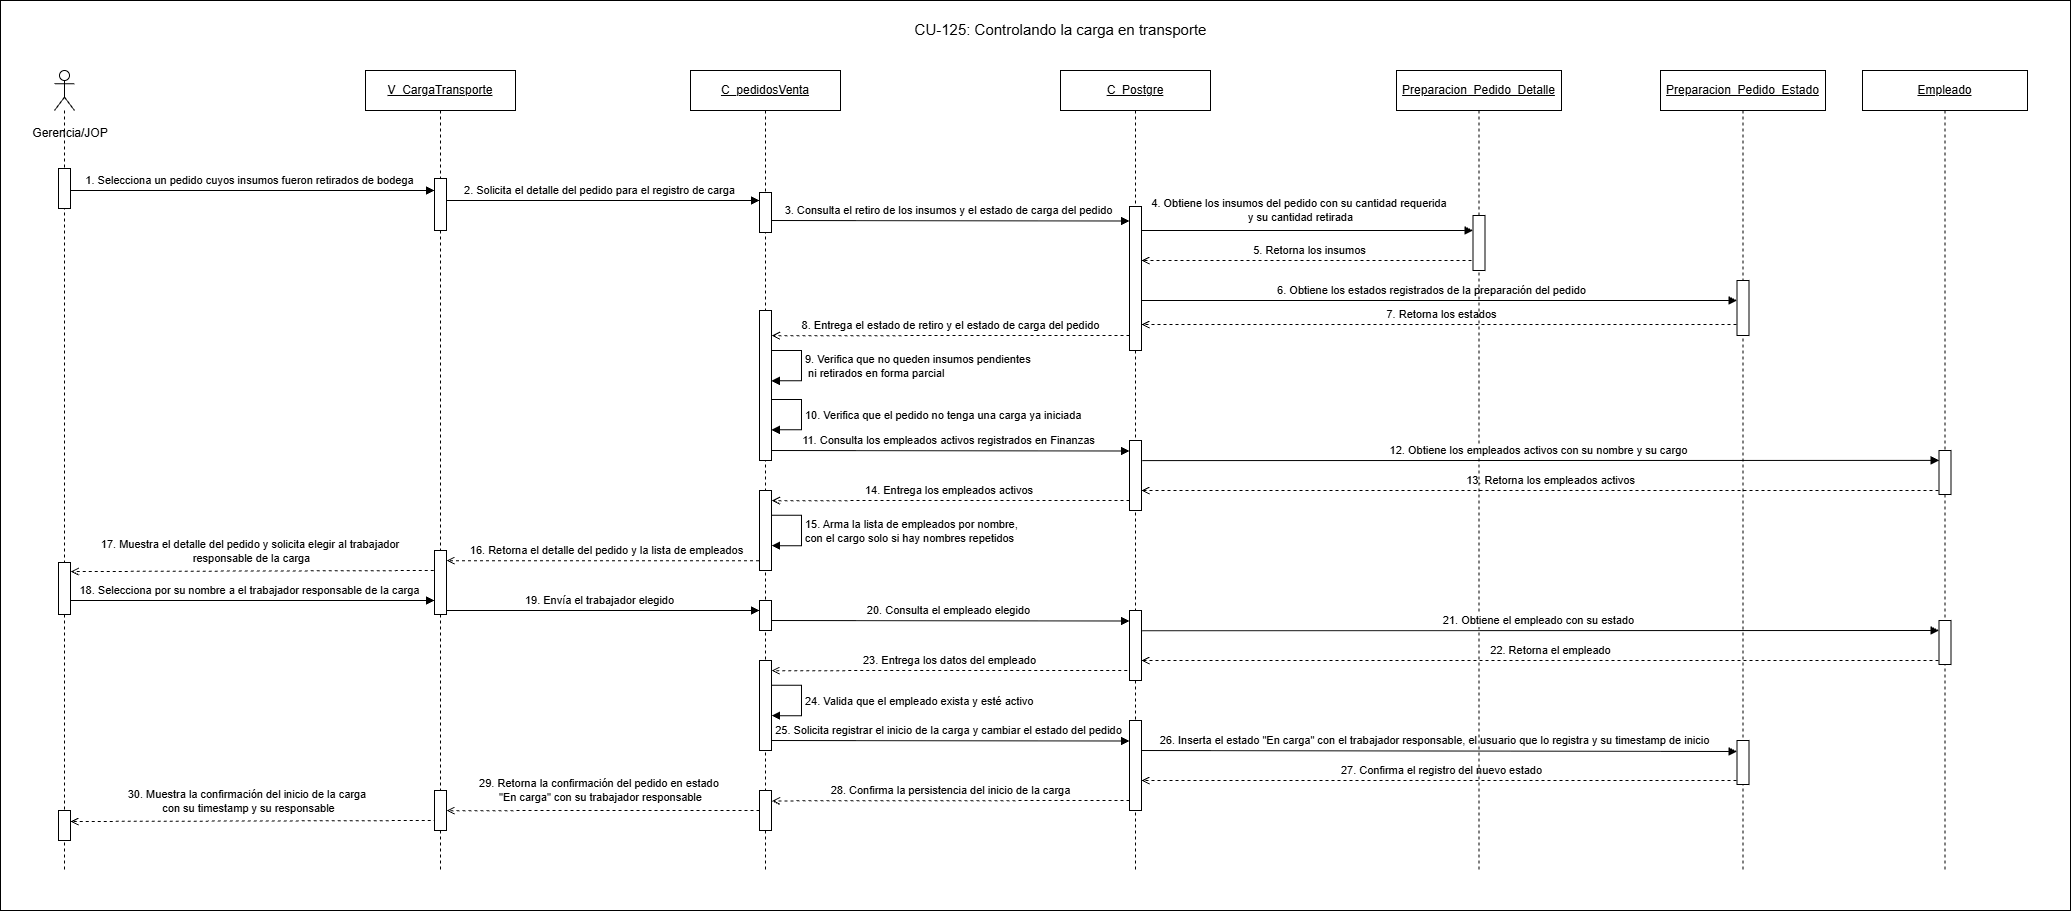 CU-125: Controlando la carga en transporte
Gerencia/JOP
V_CargaTransporte
C_pedidosVenta
C_Postgre
Preparacion_Pedido_Detalle
Preparacion_Pedido_Estado
Empleado
1. Selecciona un pedido cuyos insumos fueron retirados de bodega
2. Solicita el detalle del pedido para el registro de carga
3. Consulta el retiro de los insumos y el estado de carga del pedido
4. Obtiene los insumos del pedido con su cantidad requerida
y su cantidad retirada
5. Retorna los insumos
6. Obtiene los estados registrados de la preparación del pedido
7. Retorna los estados
8. Entrega el estado de retiro y el estado de carga del pedido
9. Verifica que no queden insumos pendientes
ni retirados en forma parcial
10. Verifica que el pedido no tenga una carga ya iniciada
11. Consulta los empleados activos registrados en Finanzas
12. Obtiene los empleados activos con su nombre y su cargo
13. Retorna los empleados activos
14. Entrega los empleados activos
15. Arma la lista de empleados por nombre,
con el cargo solo si hay nombres repetidos
16. Retorna el detalle del pedido y la lista de empleados
17. Muestra el detalle del pedido y solicita elegir al trabajador
responsable de la carga
18. Selecciona por su nombre a el trabajador responsable de la carga
19. Envía el trabajador elegido
20. Consulta el empleado elegido
21. Obtiene el empleado con su estado
22. Retorna el empleado
23. Entrega los datos del empleado
24. Valida que el empleado exista y esté activo
25. Solicita registrar el inicio de la carga y cambiar el estado del pedido
26. Inserta el estado "En carga" con el trabajador responsable, el usuario que lo registra y su timestamp de inicio
27. Confirma el registro del nuevo estado
28. Confirma la persistencia del inicio de la carga
29. Retorna la confirmación del pedido en estado
"En carga" con su trabajador responsable
30. Muestra la confirmación del inicio de la carga
con su timestamp y su responsable